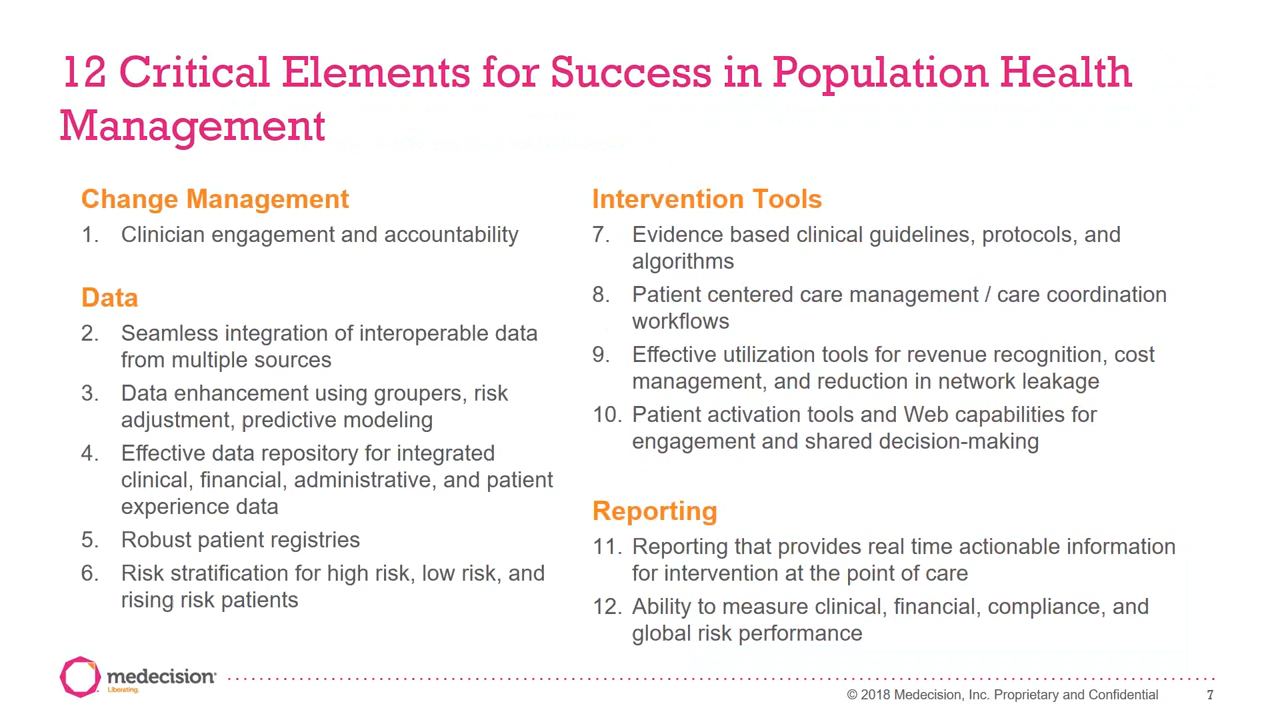 12 Critical Elements for Success in Population Health
Management
Change Management
1. Clinician engagement and accountability
Data
2. Seamless integration of interoperable data
from multiple sources
3. Data enhancement using groupers, risk
adjustment, predictive modeling
4. Effective data repository for integrated
clinical, financial, administrative, and patient
experience data
5. Robust patient registries
6. Risk stratification for high risk, low risk, and
rising risk patients
Intervention Tools
7. Evidence based clinical guidelines, protocols, and
algorithms
8. Patient centered care management / care coordination
workflows
9. Effective utilization tools for revenue recognition, cost
management, and reduction in network leakage
10. Patient activation tools and Web capabilities for
engagement and shared decision-making
Reporting
11. Reporting that provides real time actionable information
for intervention at the point of care
12. Ability to measure clinical, financial, compliance, and
global risk performance
medecision
Liberating.
© 2018 Medecision, Inc. Proprietary and Confidential 7